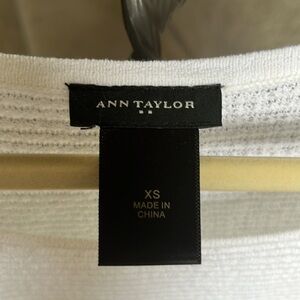 ANN TAYLOR
XS
MADE IN
CHINA